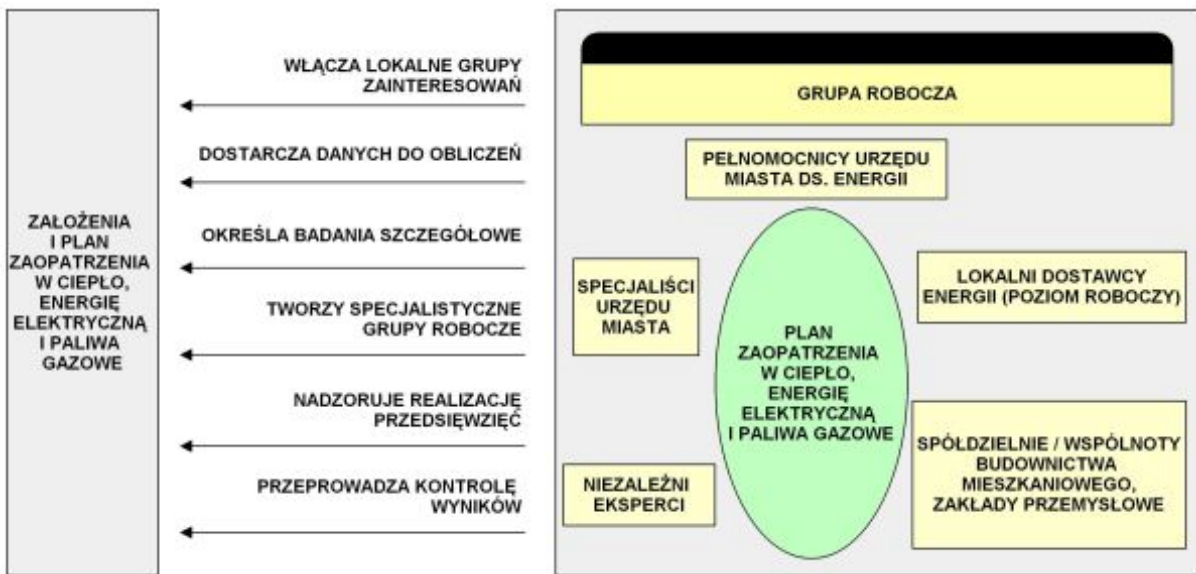 ZAŁOŻENIA
I PLAN
ZAOPATRZENIA
W CIEPŁO,
ENERGIĘ
ELEKTRYCZNĄ
I PALIWA
GAZOWE
WŁĄCZA LOKALNE GRUPY
ZAINTERESOWAŃ
DOSTARCZA DANYCH DO OBLICZEŃ
OKREŚLA BADANIA SZCZEGÓŁOWE
TWORZY SPECJALISTYCZNE
GRUPY ROBOCZE
NADZORUJE REALIZACJĘ
PRZEDSIĘWZIĘĆ
PRZEPROWADZA KONTROLĘ
WYNIKÓW
GRUPA ROBOCZA
PEŁNOMOCNICY URZĘDU
MIASTA DS. ENERGII
SPECJALIŚCI
URZĘDU
MIASTA
LOKALNI DOSTAWCY
ENERGII (POZIOM ROBOCZY)
PLAN
ZAOPATRZENIA
W CIEPŁO,
ENERGIĘ
ELEKTRYCZNĄ
I PALIWA GAZOWE
NIEZALEŻNI
EKSPERCI
SPÓŁDZIELNIE / WSPÓLNOTY
BUDOWNICTWA
MIESZKANIOWEGO,
ZAKŁADY PRZEMYSŁOWE